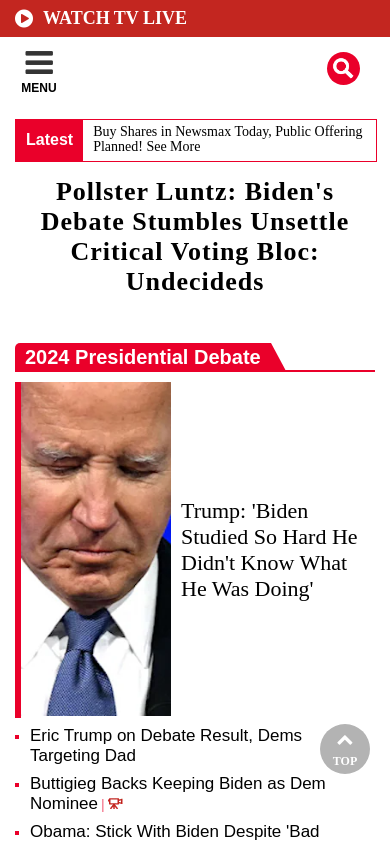 WATCH TV LIVE
MENU
Latest
Buy Shares in Newsmax Today, Public Offering
Planned! See More
Pollster Luntz: Biden's
Debate Stumbles Unsettle
Critical Voting Bloc:
Undecideds
2024 Presidential Debate
Trump: 'Biden
Studied So Hard He
Didn't Know What
He Was Doing'
Eric Trump on Debate Result, Dems
Targeting Dad
TOP
Buttigieg Backs Keeping Biden as Dem
Nominee |
Obama: Stick With Biden Despite 'Bad